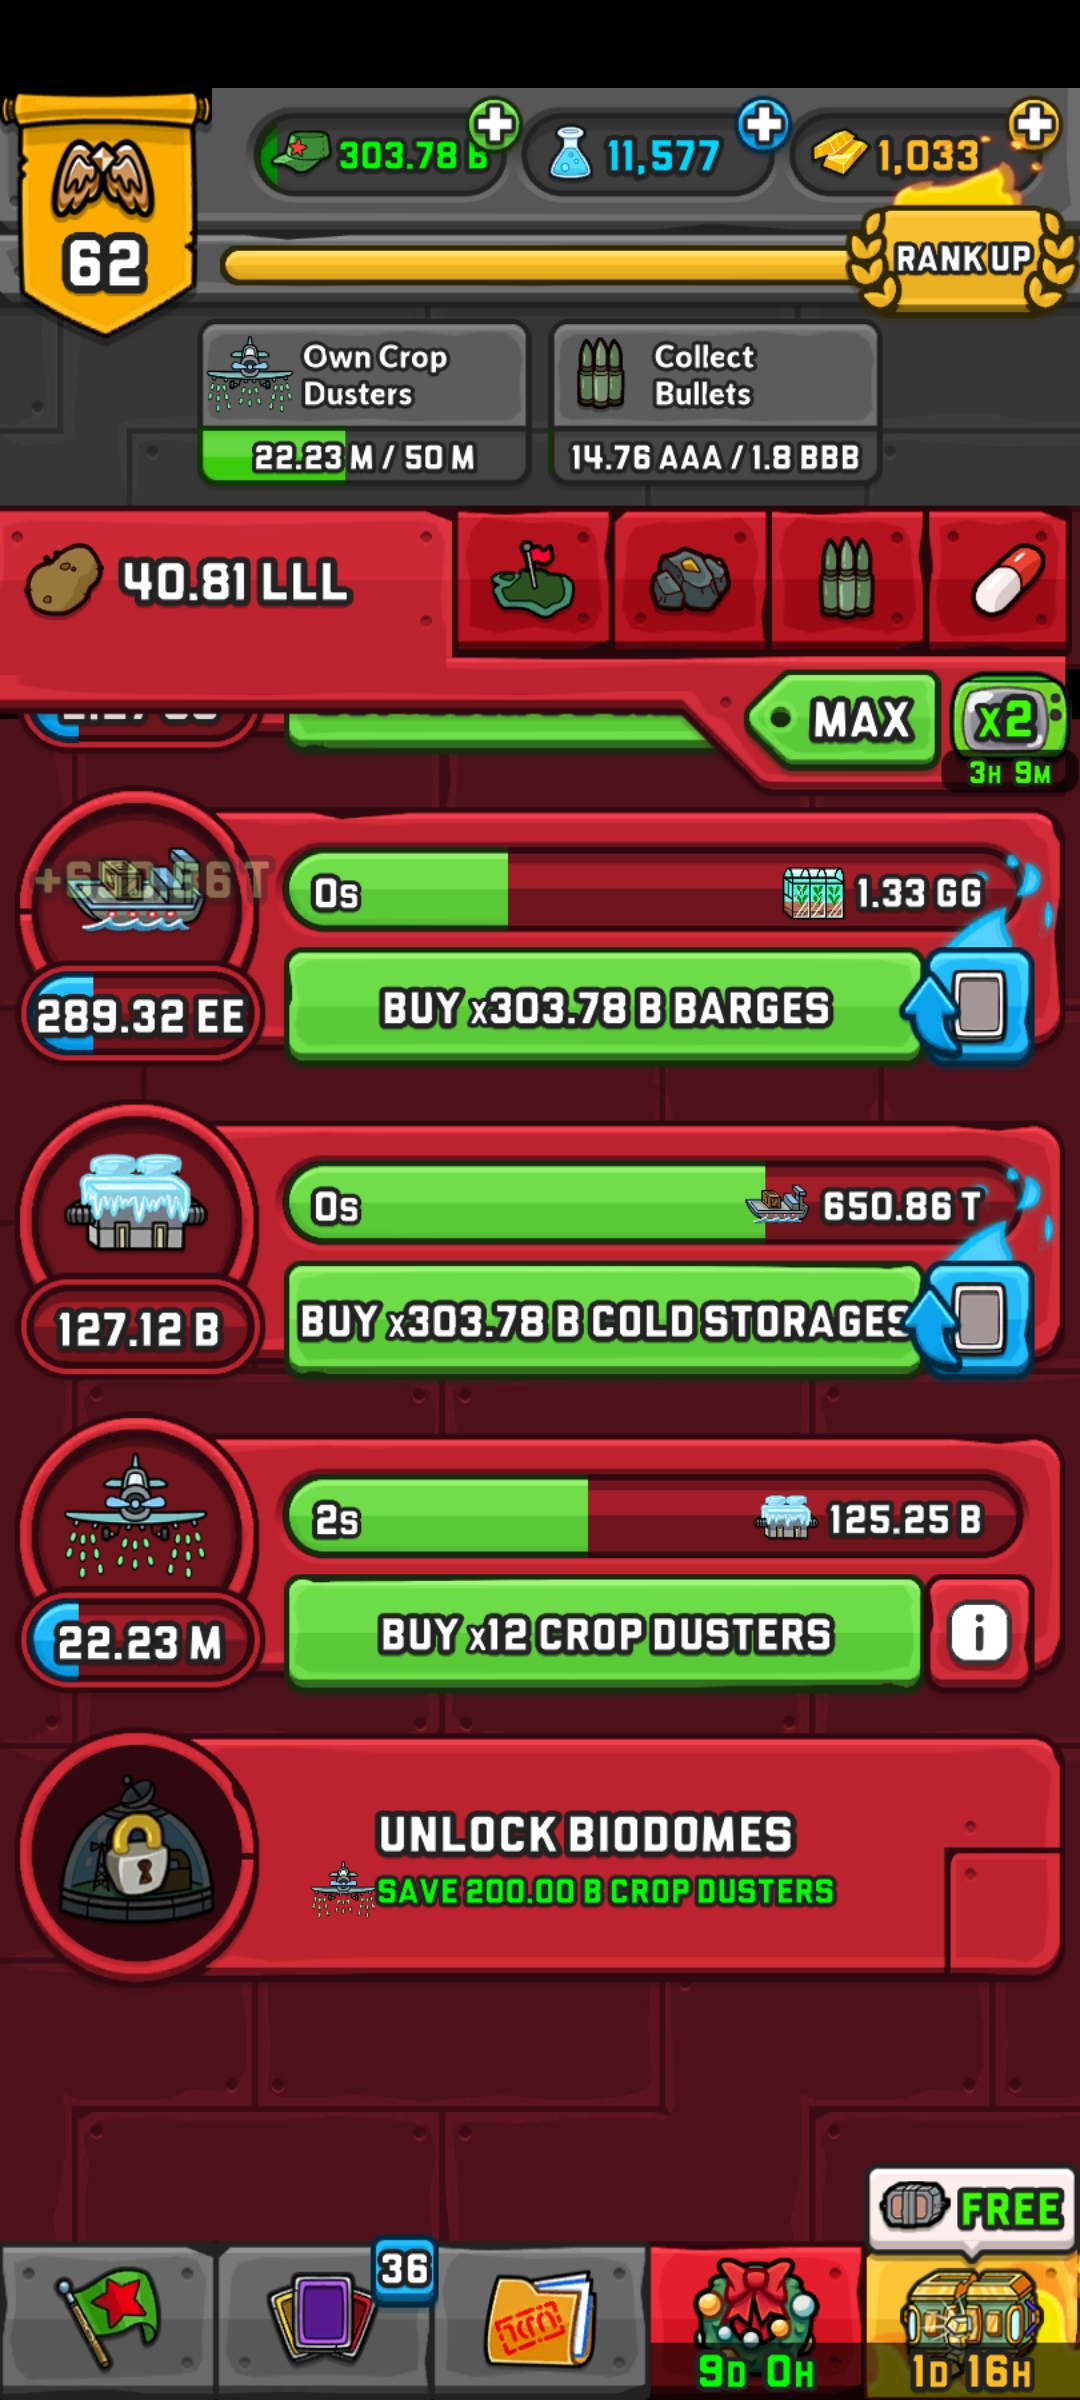 303.78 B
11,577
1,033
62
RANK UP
Own Crop
Dusters
22.23 M / 50 M
Collect
Bullets
14.76 AAA / 1.8 BBB
40.81 LLL
MAX
x2
3H 9M
0s
1.33 GG
289.32 EE
BUY x303.78 B BARGES
0s
650.86 T
127.12 B
BUY x303.78 B COLD STORAGES
2s
125.25 B
22.23 M
BUY x12 CROP DUSTERS
i
UNLOCK BIODOMES
SAVE 200.00 B CROP DUSTERS
FREE
36
9D 0H
1D 16H